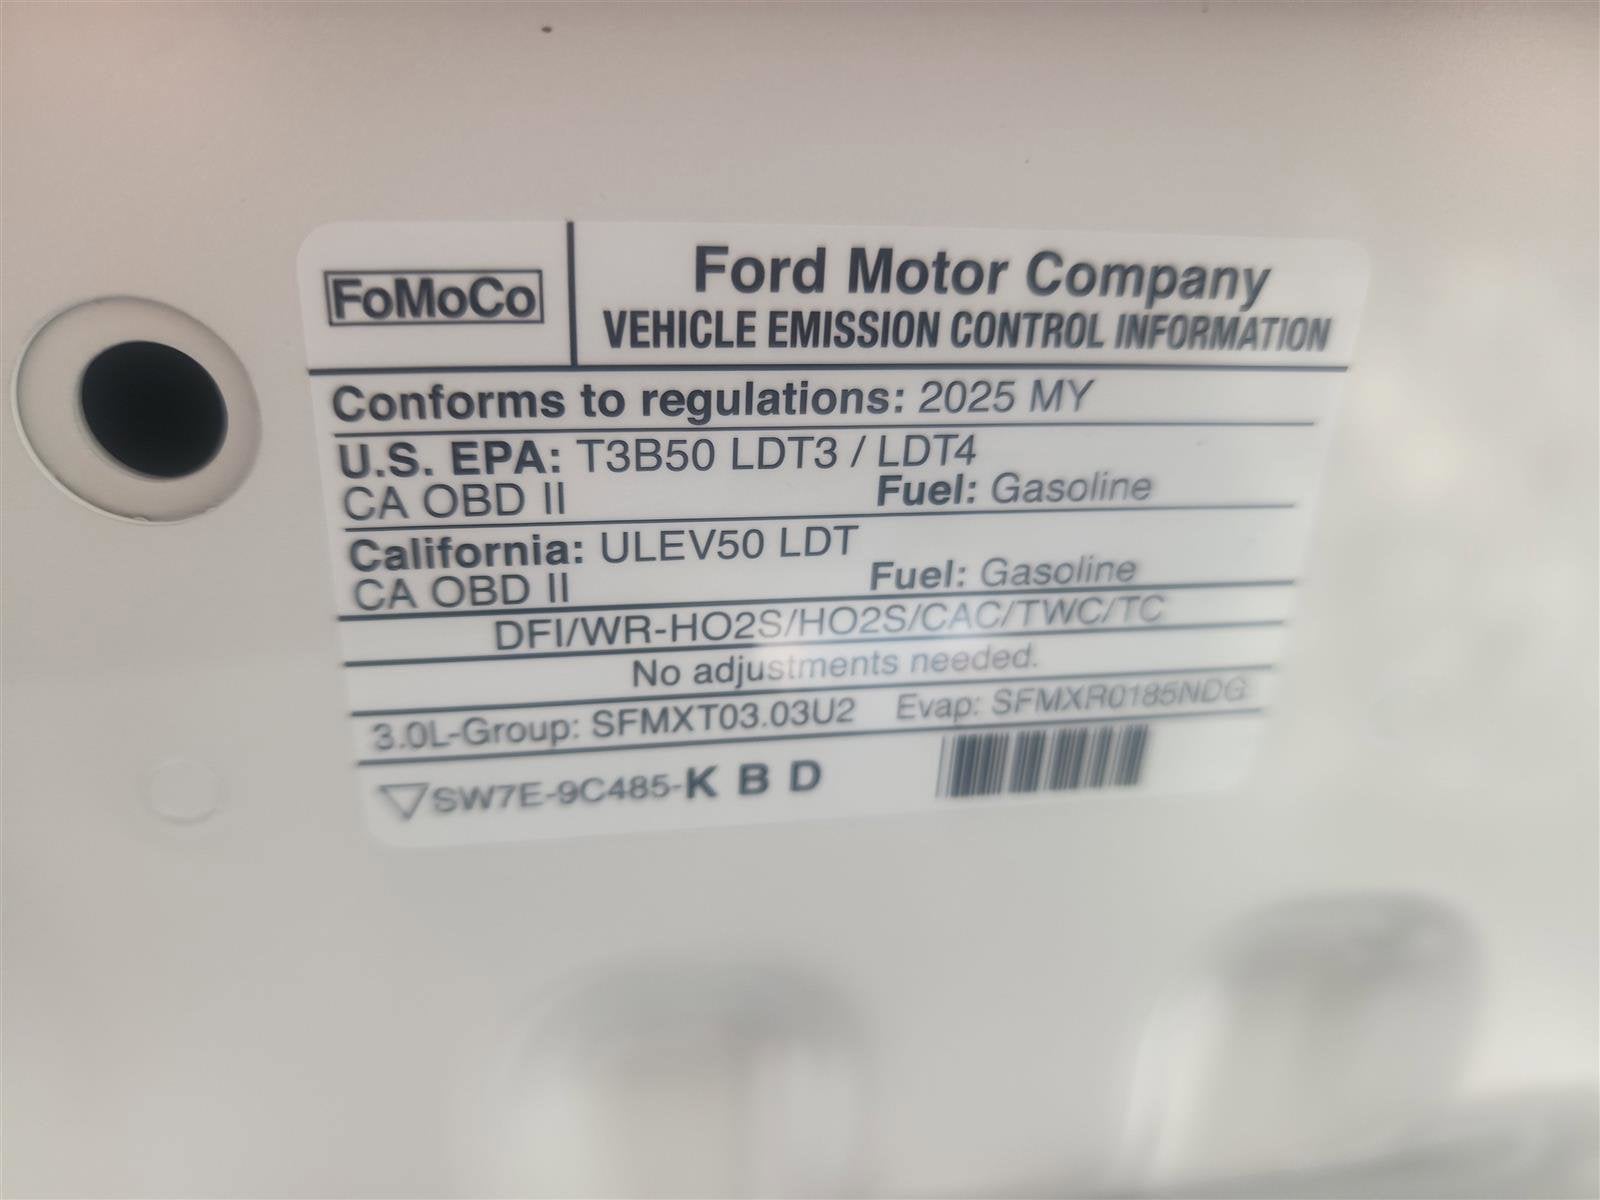 FoMoCo
Ford Motor Company
VEHICLE EMISSION CONTROL INFORMATION
Conforms to regulations: 2025 MY
U.S. EPA: T3B50 LDT3 / LDT4
CA OBD II Fuel: Gasoline
California: ULEV50 LDT
CA OBD II Fuel: Gasoline
DFI/WR-HO2S/HO2S/CAC/TWC/TC
No adjustments needed.
3.0L-Group: SFMXT03.03U2 Evap: SFMXR0185NDG
SW7E-9C485-K B D